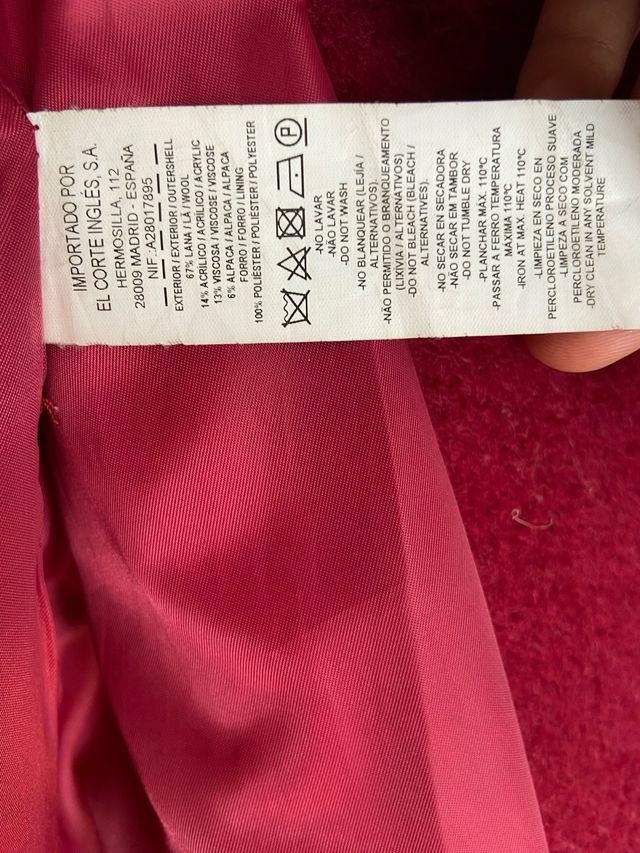 IMPORTADO POR
EL CORTE INGLÉS, S.A.
HERMOSILLA, 112
28009 MADRID - ESPAÑA
NIF.:A28017895
EXTERIOR / EXTERIOR / OUTERSHELL
67% LANA / LÃ / WOOL
14% ACRÍLICO / ACRÍLICO / ACRYLIC
13% VISCOSA / VISCOSE / VISCOSE
6% ALPACA / ALPACA / ALPACA
FORRO / FORRO / LINING
100% POLIÉSTER / POLIÉSTER / POLYESTER
P
-NO LAVAR
-NÃO LAVAR
-DO NOT WASH
-NO BLANQUEAR (LEJÍA /
ALTERNATIVOS).
-NÃO PERMITIDO O BRANQUEAMENTO
(LIXIVIA / ALTERNATIVOS)
-DO NOT BLEACH (BLEACH /
ALTERNATIVES).
-NO SECAR EN SECADORA
-NÃO SECAR EM TAMBOR
-DO NOT TUMBLE DRY
-PLANCHAR MÁX. 110ºC
-PASSAR A FERRO TEMPERATURA
MÁXIMA 110ºC
-IRON AT MAX. HEAT 110ºC
-LIMPIEZA EN SECO EN
PERCLOROETILENO PROCESO SUAVE
-LIMPEZA A SECO COM
PERCLOROETILENO MODERADA
-DRY CLEAN IN ANY SOLVENT MILD
TEMPERATURE